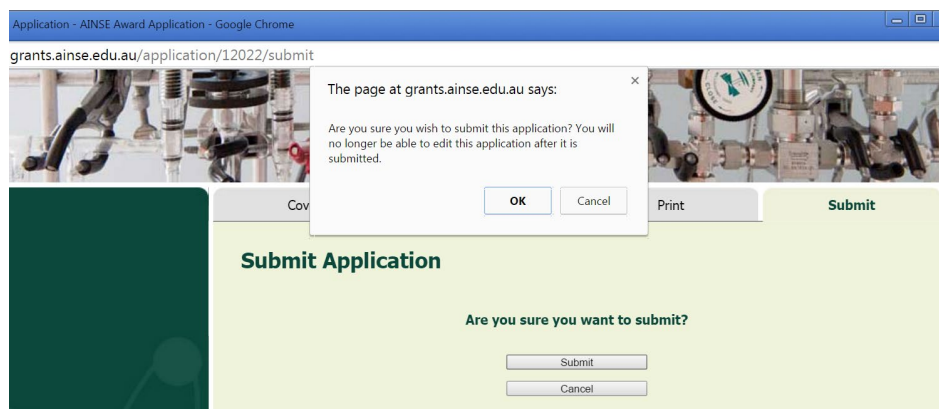 Application - AINSE Award Application - Google Chrome
grants.ainse.edu.au/application/12022/submit
The page at grants.ainse.edu.au says:
Are you sure you wish to submit this application? You will
no longer be able to edit this application after it is
submitted.
OK Cancel
Cov Print Submit
Submit Application
Are you sure you want to submit?
Submit
Cancel